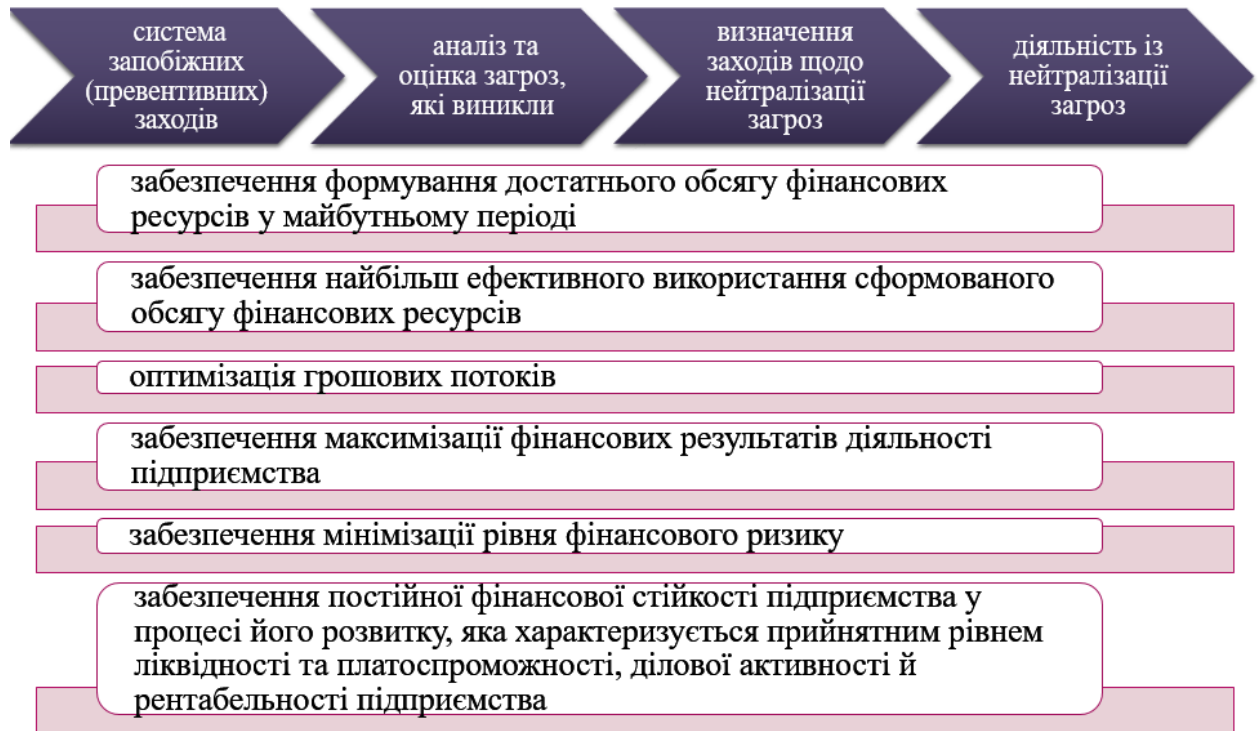 система
запобіжних
(превентивних)
заходів
аналіз та
оцінка загроз,
які виникли
визначення
заходів щодо
нейтралізації
загроз
діяльність із
нейтралізації
загроз
забезпечення формування достатнього обсягу фінансових
ресурсів у майбутньому періоді
забезпечення найбільш ефективного використання сформованого
обсягу фінансових ресурсів
оптимізація грошових потоків
забезпечення максимізації фінансових результатів діяльності
підприємства
забезпечення мінімізації рівня фінансового ризику
забезпечення постійної фінансової стійкості підприємства у
процесі його розвитку, яка характеризується прийнятним рівнем
ліквідності та платоспроможності, ділової активності й
рентабельності підприємства